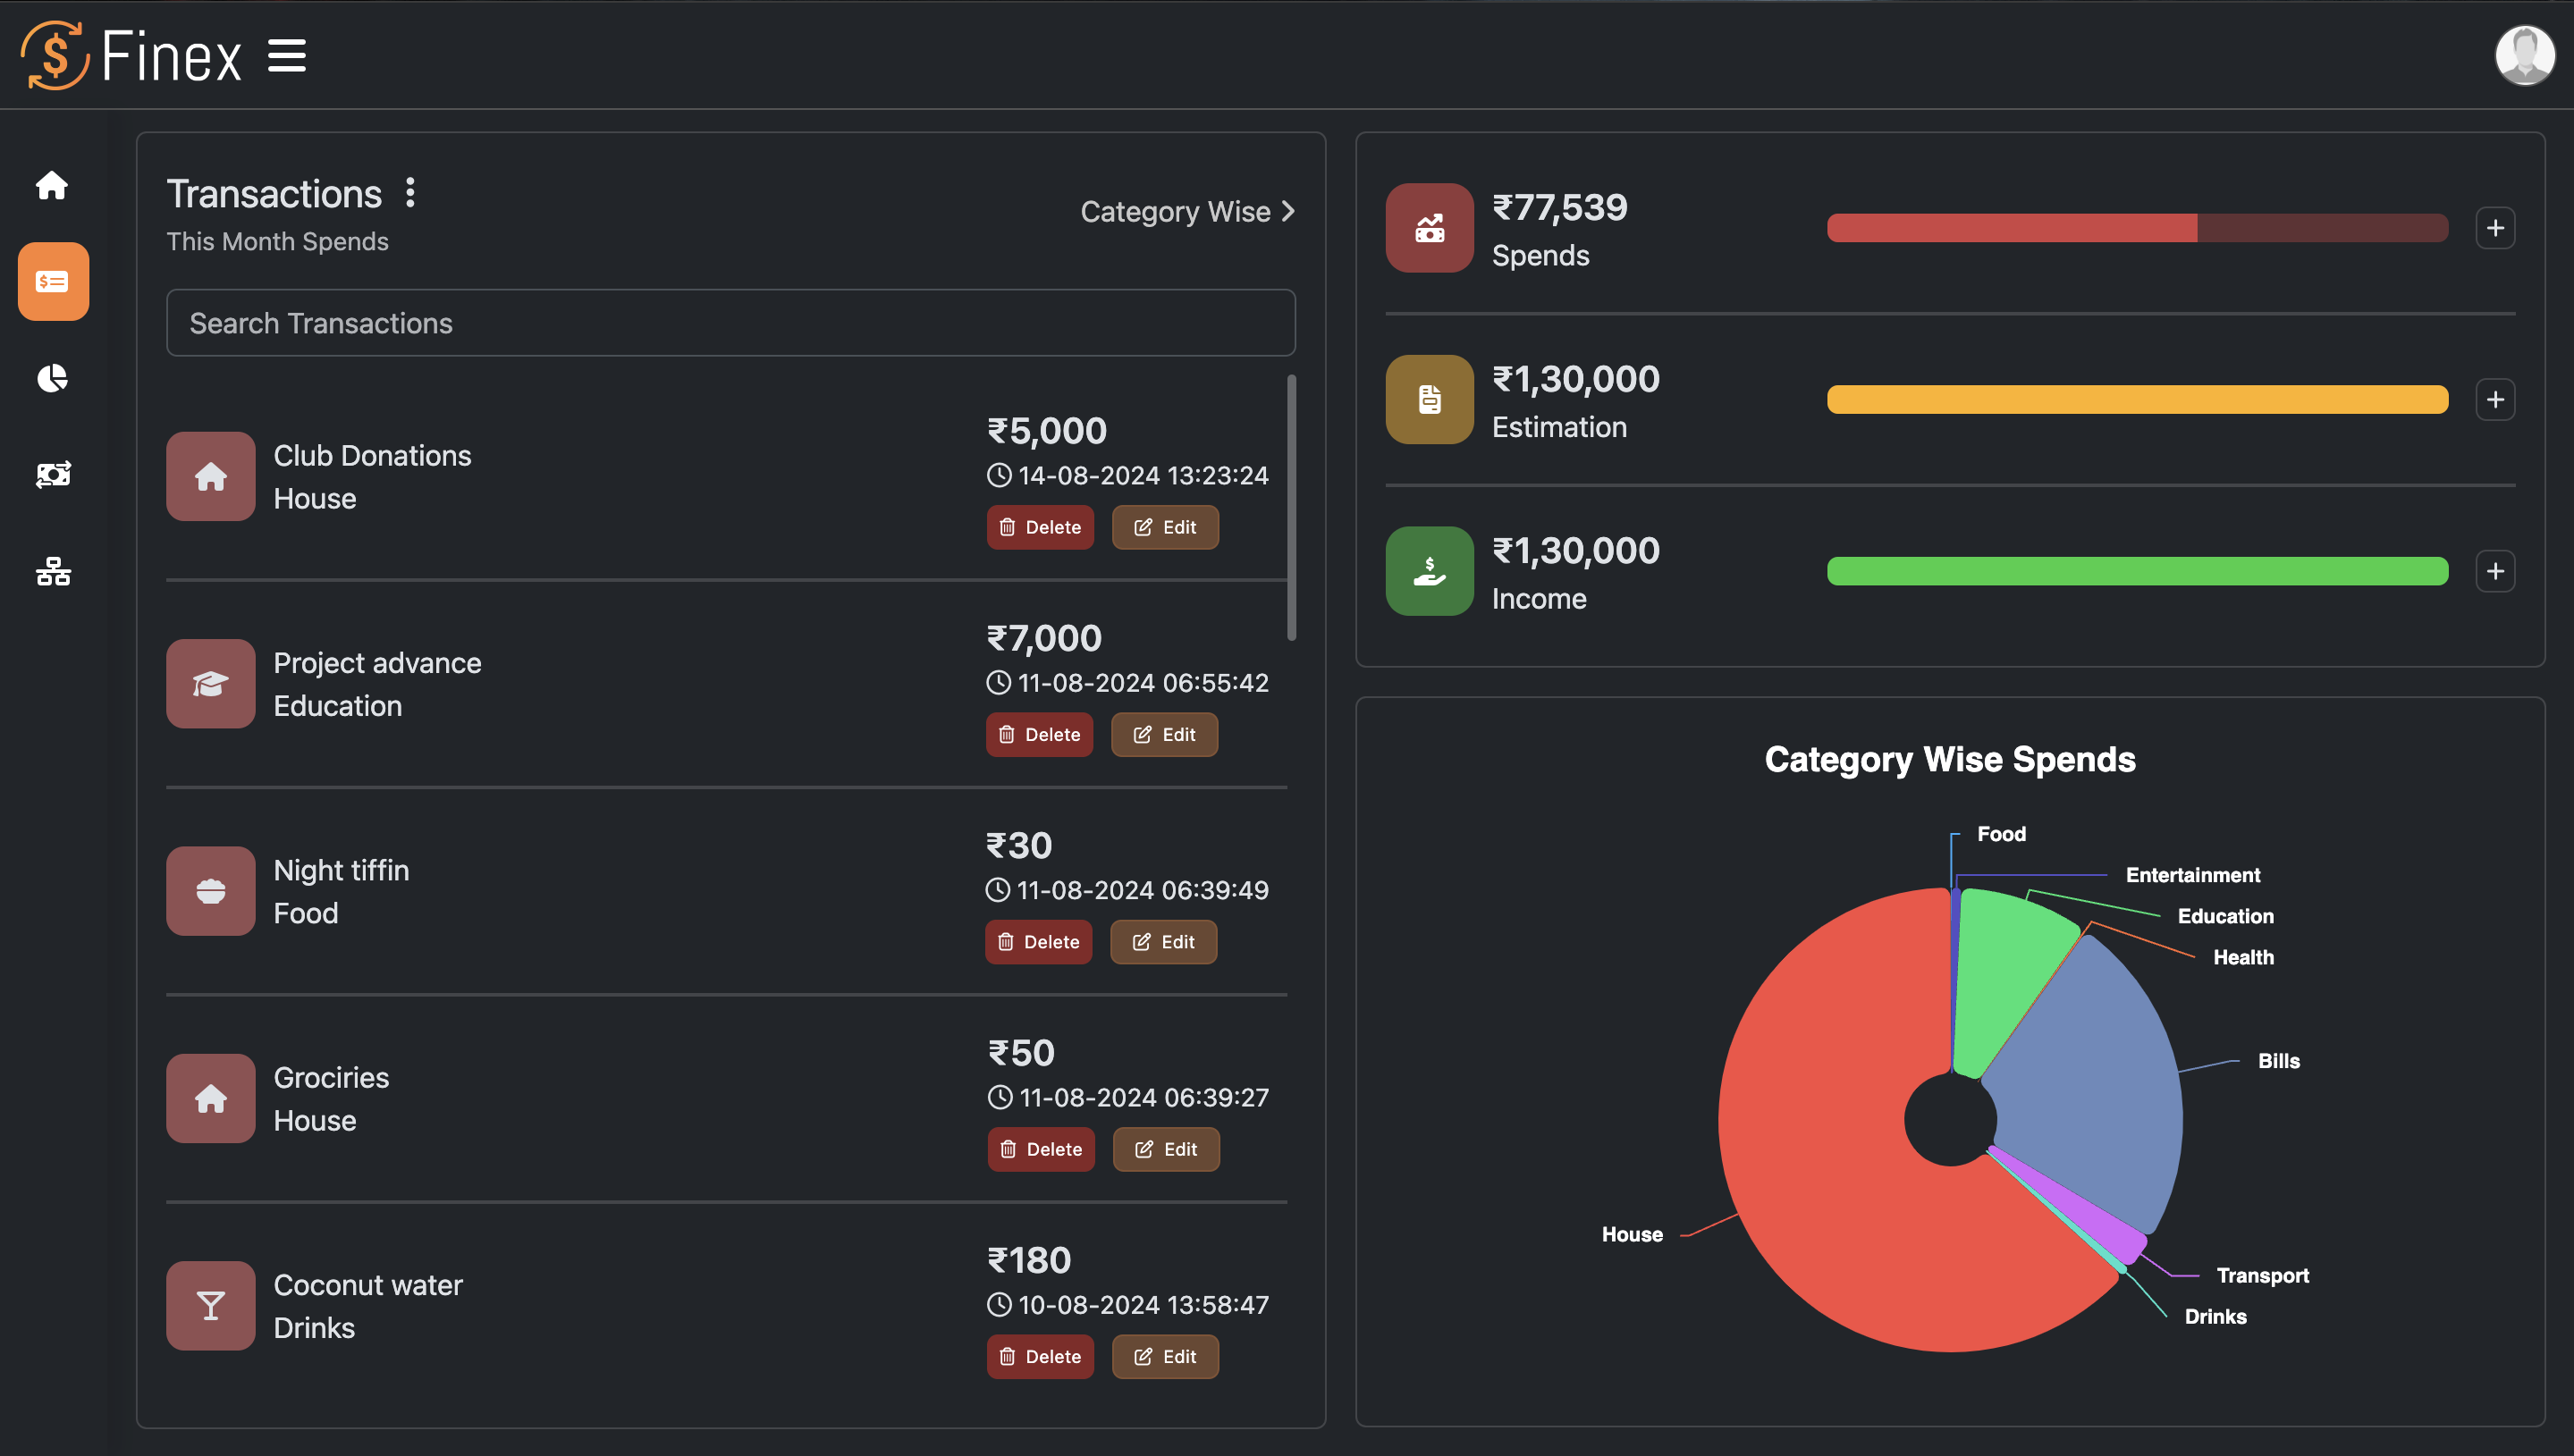 Finex
Transactions
This Month Spends
Category Wise
Search Transactions
Club Donations
House
₹5,000
14-08-2024 13:23:24
Delete
Edit
Project advance
Education
₹7,000
11-08-2024 06:55:42
Delete
Edit
Night tiffin
Food
₹30
11-08-2024 06:39:49
Delete
Edit
Grociries
House
₹50
11-08-2024 06:39:27
Delete
Edit
Coconut water
Drinks
₹180
10-08-2024 13:58:47
Delete
Edit
₹77,539
Spends
₹1,30,000
Estimation
₹1,30,000
Income
Category Wise Spends
Food
Entertainment
Education
Health
Bills
House
Transport
Drinks